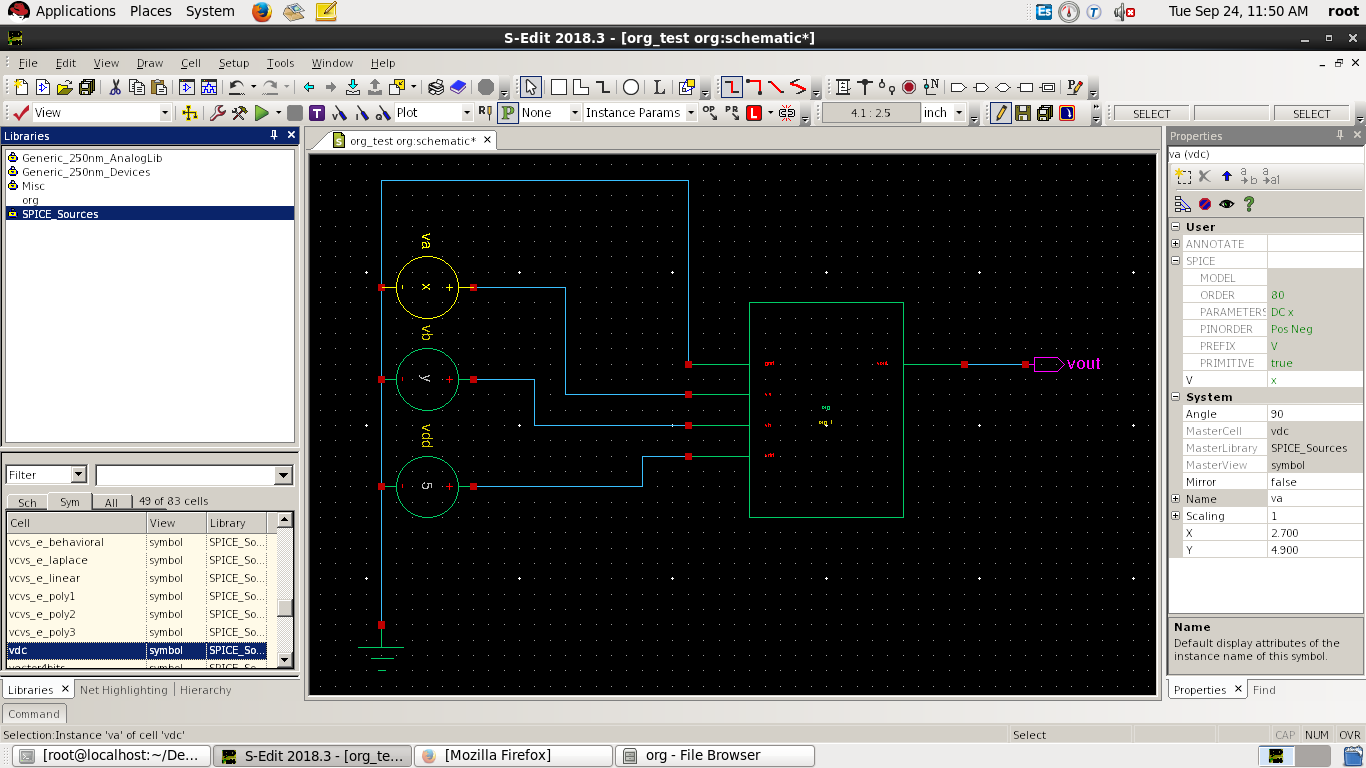 Applications Places System
Es
T
Tue Sep 24, 11:50 AM root
S-Edit 2018.3 - [org_test org:schematic*]
File Edit View Draw Cell Setup Tools Window Help
View
T
Plot
None
Instance Params
OP
PR
L
4.1 : 2.5
inch
SELECT
SELECT
Libraries
Generic_250nm_AnalogLib
Generic_250nm_Devices
Misc
org
SPICE_Sources
Filter
Sch Sym All 49 of 83 cells
Cell View Library
vcvs_e_behavioral symbol SPICE_So...
vcvs_e_laplace symbol SPICE_So...
vcvs_e_linear symbol SPICE_So...
vcvs_e_poly1 symbol SPICE_So...
vcvs_e_poly2 symbol SPICE_So...
vcvs_e_poly3 symbol SPICE_So...
vdc symbol SPICE_So...
Libraries Net Highlighting Hierarchy
Command
org_test org:schematic*
va
- x +
vb
- y +
vdd
- 5 +
vout
Properties
va (vdc)
User
ANNOTATE
SPICE
MODEL
ORDER 80
PARAMETERS DC x
PINORDER Pos Neg
PREFIX V
PRIMITIVE true
V x
System
Angle 90
MasterCell vdc
MasterLibrary SPICE_Sources
MasterView symbol
Mirror false
Name va
Scaling 1
X 2.700
Y 4.900
Name
Default display attributes of the
instance name of this symbol.
Properties Find
Selection:Instance 'va' of cell 'vdc' Select CAP NUM OVR
[root@localhost:~/De... S-Edit 2018.3 - [org_te... [Mozilla Firefox] org - File Browser